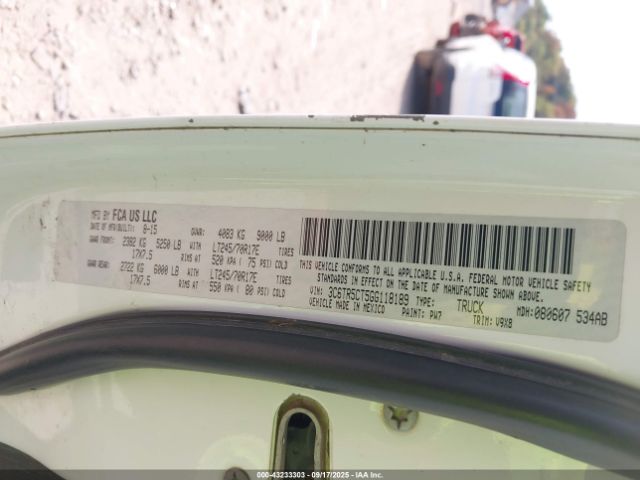 MFD BY FCA US LLC
DATE OF MFR/BUILT: 8-15 GVWR: 4083 KG 9000 LB
GAWR FRONT: 2382 KG 5250 LB WITH LT245/70R17E TIRES
17X7.5 RIMS AT 520 KPA ( 75 PSI) COLD
GAWR REAR: 2722 KG 6000 LB WITH LT245/70R17E TIRES
17X7.5 RIMS AT 550 KPA ( 80 PSI) COLD
THIS VEHICLE CONFORMS TO ALL APPLICABLE U.S.A. FEDERAL MOTOR VEHICLE SAFETY
STANDARDS IN EFFECT ON THE DATE OF MANUFACTURE SHOWN ABOVE.
VIN: 3C6TR5CT5GG118189 TYPE: TRUCK MDH: 080607 534AB
MADE IN MEXICO PAINT: PW7 TRIM: V9X8
000-43233303 - 09/17/2025 - IAA Inc.